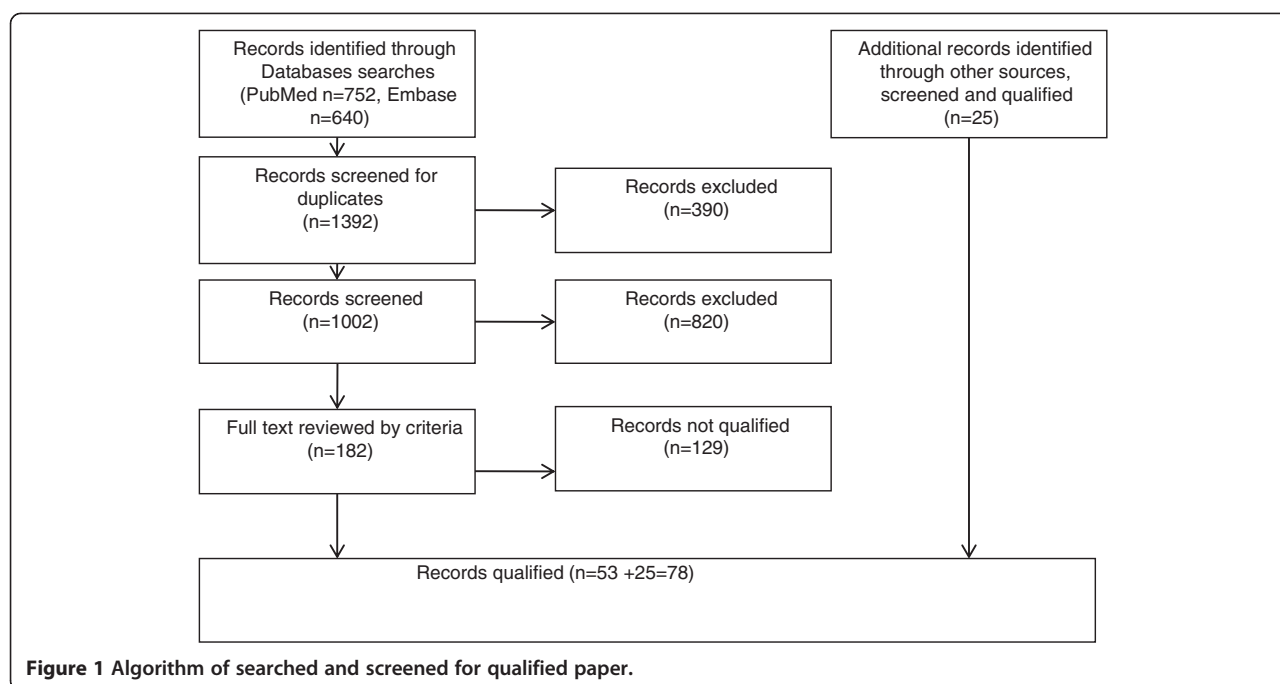 Records identified through
Databases searches
(PubMed n=752, Embase
n=640)
Additional records identified
through other sources,
screened and qualified
(n=25)
Records screened for
duplicates
(n=1392)
Records excluded
(n=390)
Records screened
(n=1002)
Records excluded
(n=820)
Full text reviewed by criteria
(n=182)
Records not qualified
(n=129)
Records qualified (n=53 +25=78)
Figure 1 Algorithm of searched and screened for qualified paper.